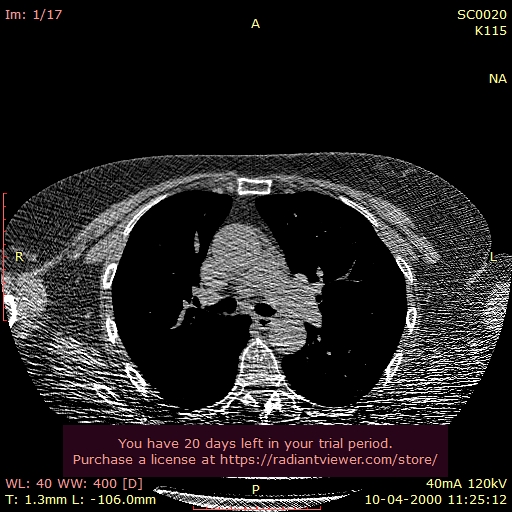 Im: 1/17
A
SC0020
K115
NA
R
L
You have 20 days left in your trial period.
Purchase a license at https://radiantviewer.com/store/
WL: 40 WW: 400 [D]
T: 1.3mm L: -106.0mm
P
40mA 120kV
10-04-2000 11:25:12